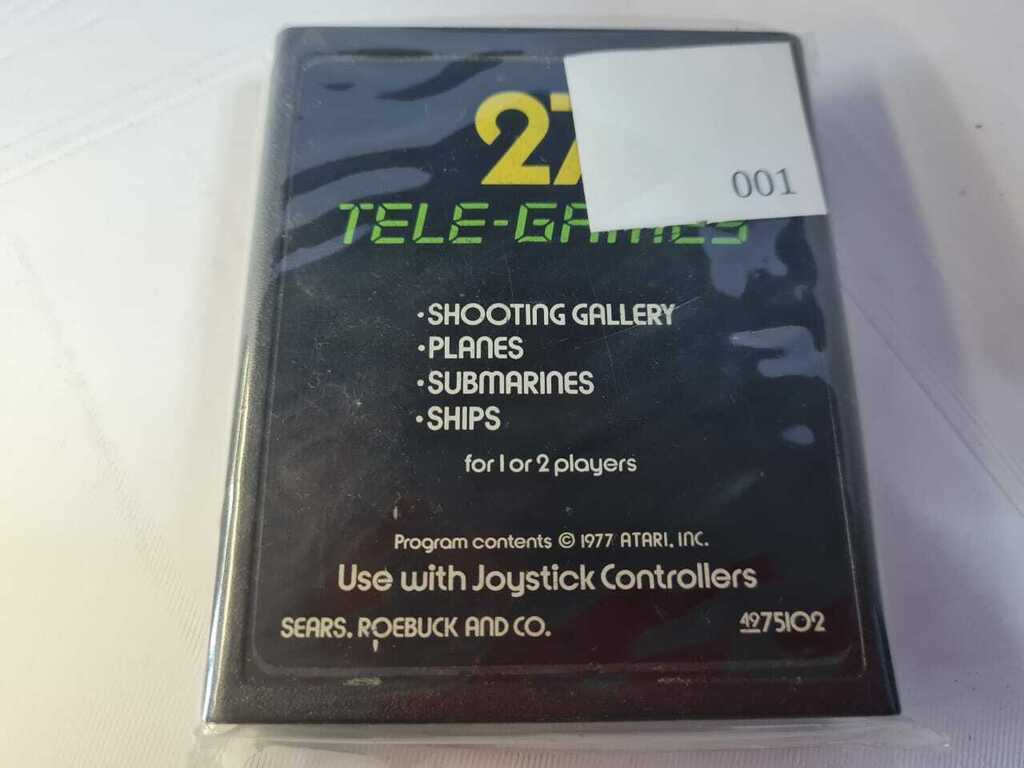 27
001
TELE-GAMES
•SHOOTING GALLERY
•PLANES
•SUBMARINES
•SHIPS
for 1 or 2 players
Program contents © 1977 ATARI, INC.
Use with Joystick Controllers
SEARS, ROEBUCK AND CO.
4975102